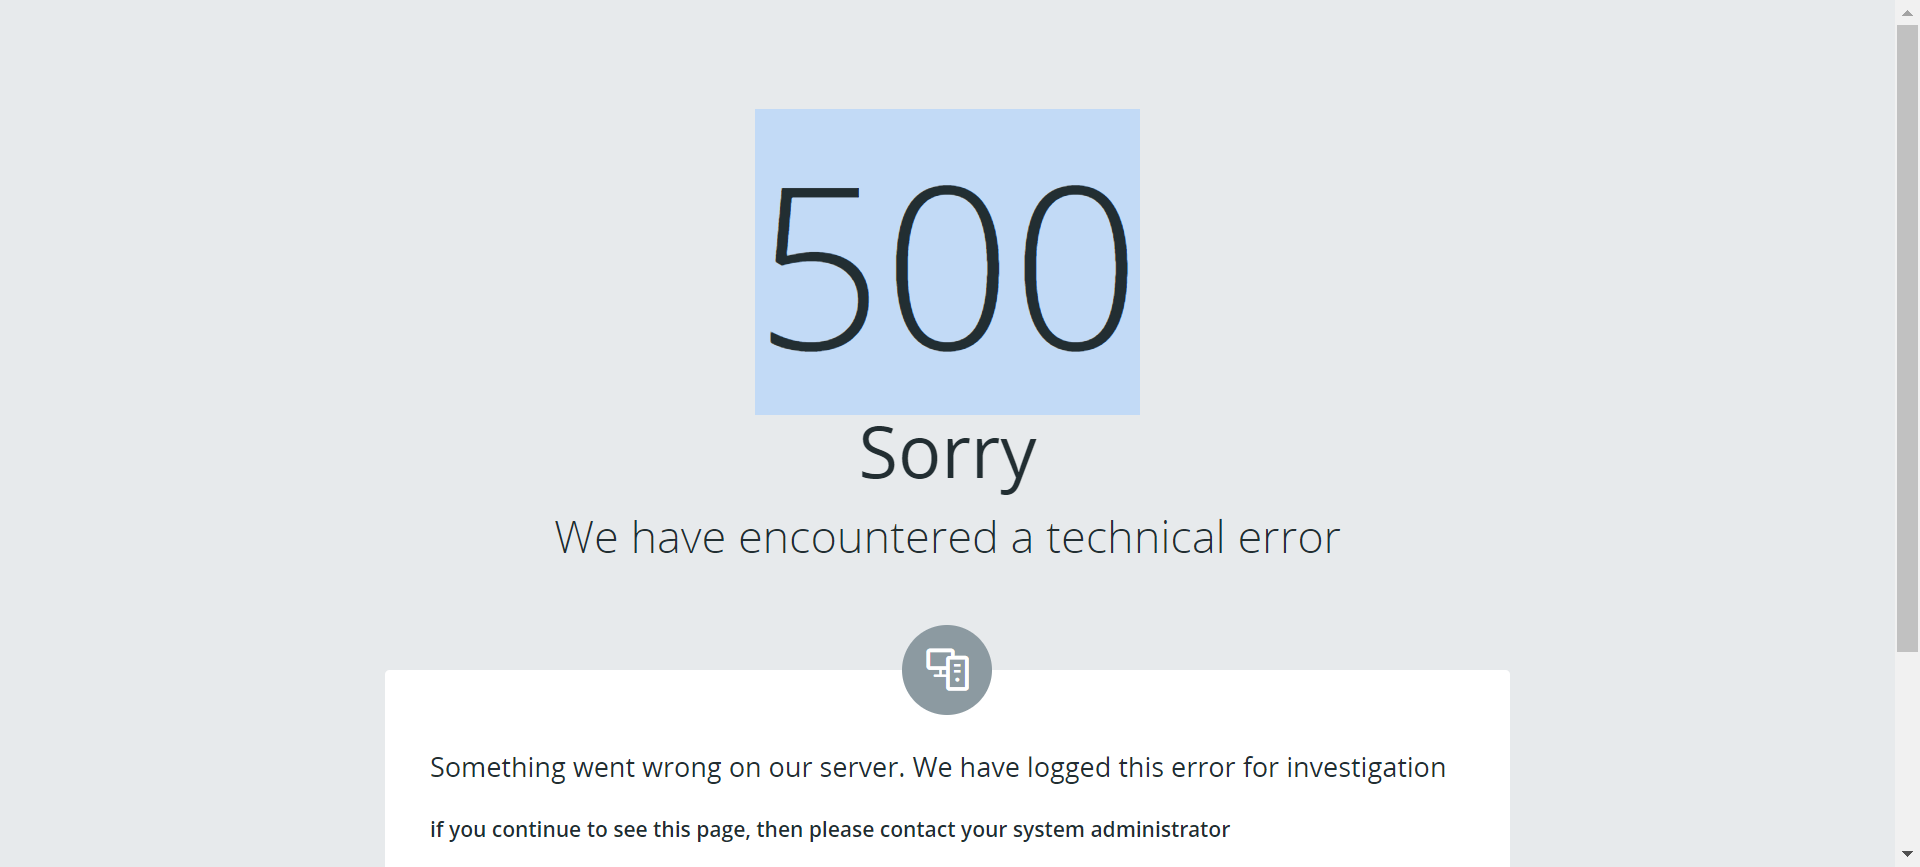 500
Sorry
We have encountered a technical error
Something went wrong on our server. We have logged this error for investigation
if you continue to see this page, then please contact your system administrator